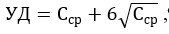 УД = Сср + 6√Сср ,%